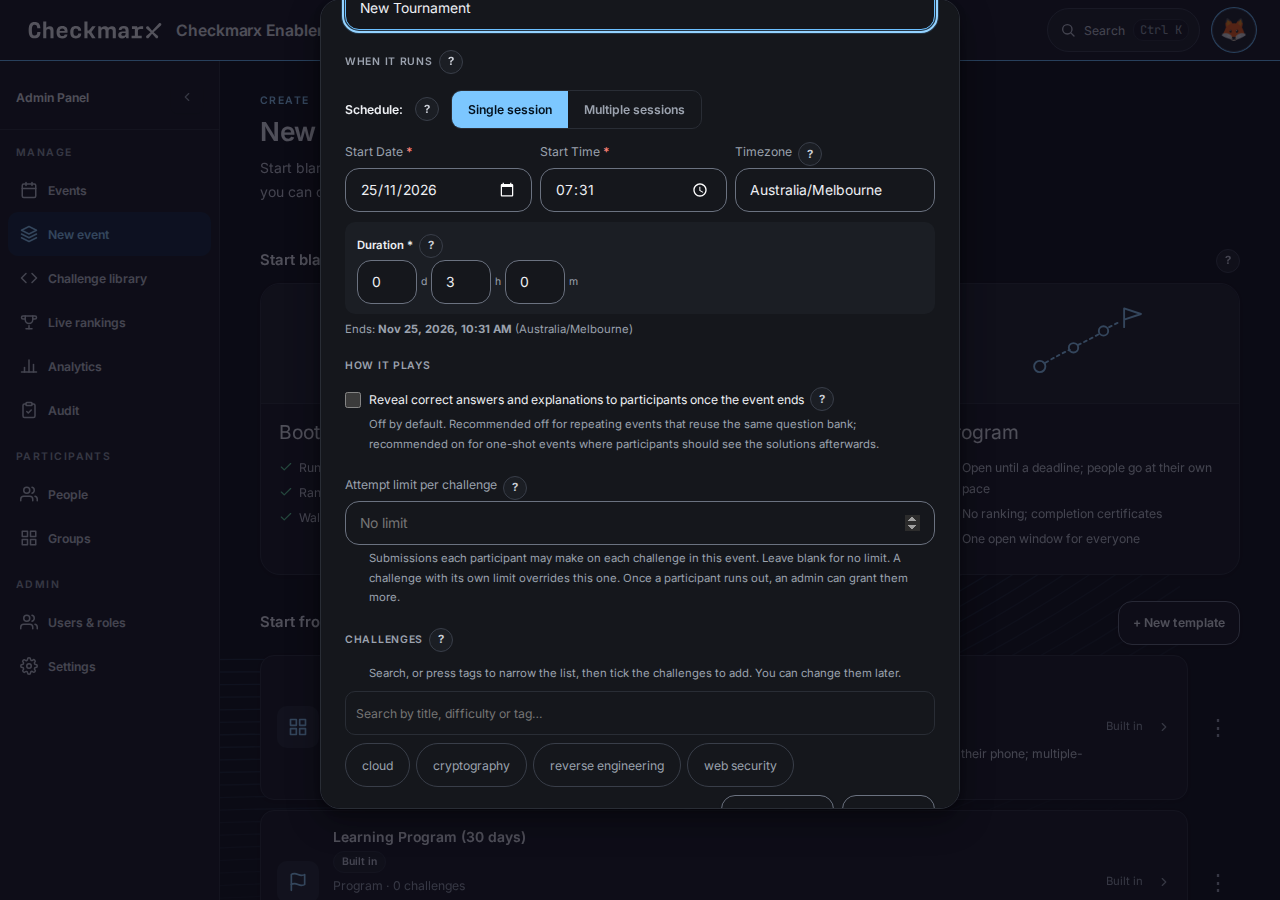 Checkmarx
Checkmarx Enabler
New Tournament
Search
Ctrl K
Admin Panel
MANAGE
Events
New event
Challenge library
Live rankings
Analytics
Audit
PARTICIPANTS
People
Groups
ADMIN
Users & roles
Settings
CREATE
New
Start blan
you can c
Start bla
?
Boot
Run
Ran
Wal
rogram
Open until a deadline; people go at their own
pace
No ranking; completion certificates
One open window for everyone
Start fro
+ New template
Built in
their phone; multiple-
Learning Program (30 days)
Built in
Program · 0 challenges
Built in
WHEN IT RUNS ?
Schedule: ? Single session Multiple sessions
Start Date * Start Time * Timezone ?
25/11/2026 07:31 Australia/Melbourne
Duration * ?
0 d 3 h 0 m
Ends: Nov 25, 2026, 10:31 AM (Australia/Melbourne)
HOW IT PLAYS
Reveal correct answers and explanations to participants once the event ends ?
Off by default. Recommended off for repeating events that reuse the same question bank;
recommended on for one-shot events where participants should see the solutions afterwards.
Attempt limit per challenge ?
No limit
Submissions each participant may make on each challenge in this event. Leave blank for no limit. A
challenge with its own limit overrides this one. Once a participant runs out, an admin can grant them
more.
CHALLENGES ?
Search, or press tags to narrow the list, then tick the challenges to add. You can change them later.
Search by title, difficulty or tag...
cloud cryptography reverse engineering web security